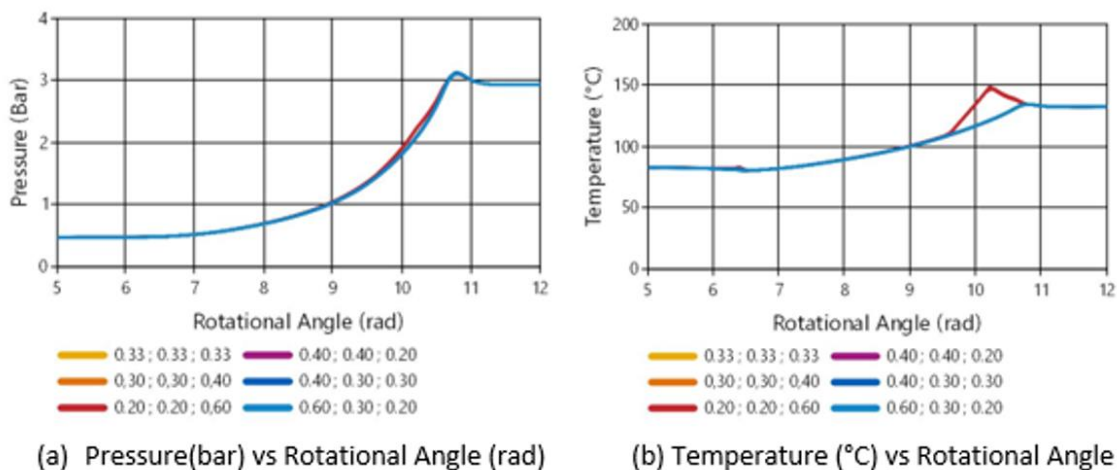 4
3
2
1
0
Pressure (Bar)
5 6 7 8 9 10 11 12
Rotational Angle (rad)
0.33 ; 0.33 ; 0.33 0.40 ; 0.40 ; 0.20
0.30 ; 0,30 ; 0,40 0.40 ; 0.30 ; 0.30
0.20 ; 0.20 ; 0,60 0.60 ; 0.30 ; 0.20
(a) Pressure(bar) vs Rotational Angle (rad)
200
150
100
50
0
Temperature (°C)
5 6 7 8 9 10 11 12
Rotational Angle (rad)
0.33 ; 0.33 ; 0.33 0.40 ; 0.40 ; 0.20
0,30 ; 0,30 ; 0,40 0.40 ; 0.30 ; 0.30
0.20 ; 0.20 ; 0.60 0.60 ; 0.30 ; 0.20
(b) Temperature (°C) vs Rotational Angle